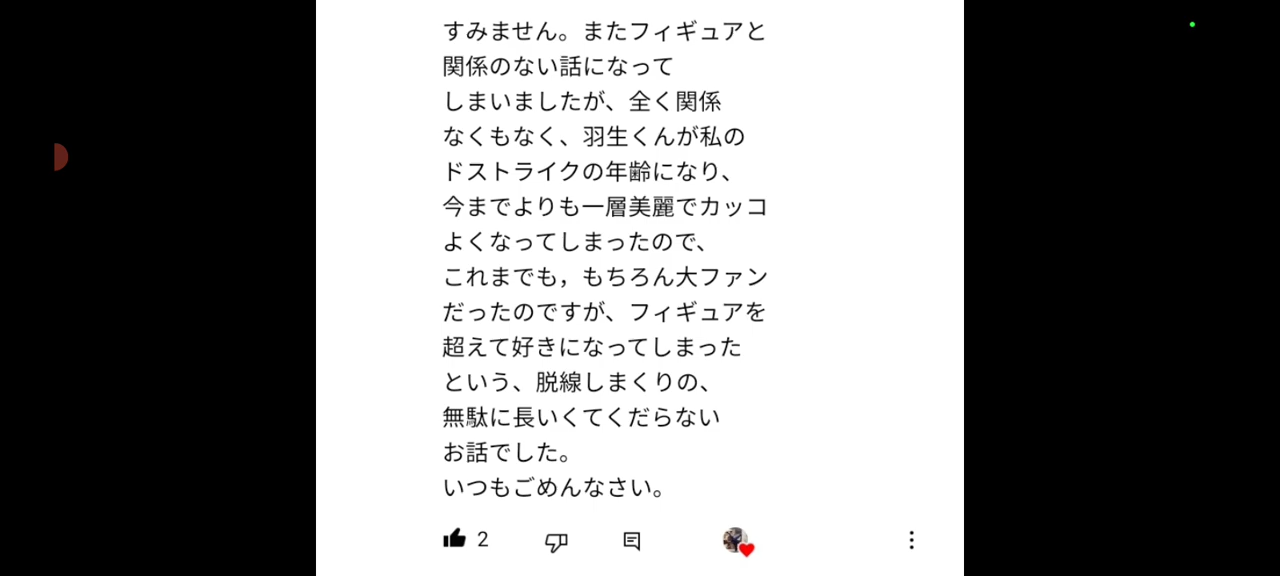 すみません。またフィギュアと
関係のない話になって
しまいましたが、全く関係
なくもなく、羽生くんが私の
ドストライクの年齢になり、
今までよりも一層美麗でカッコ
よくなってしまったので、
これまでも，もちろん大ファン
だったのですが、フィギュアを
超えて好きになってしまった
という、脱線しまくりの、
無駄に長いくてくだらない
お話でした。
いつもごめんなさい。
2